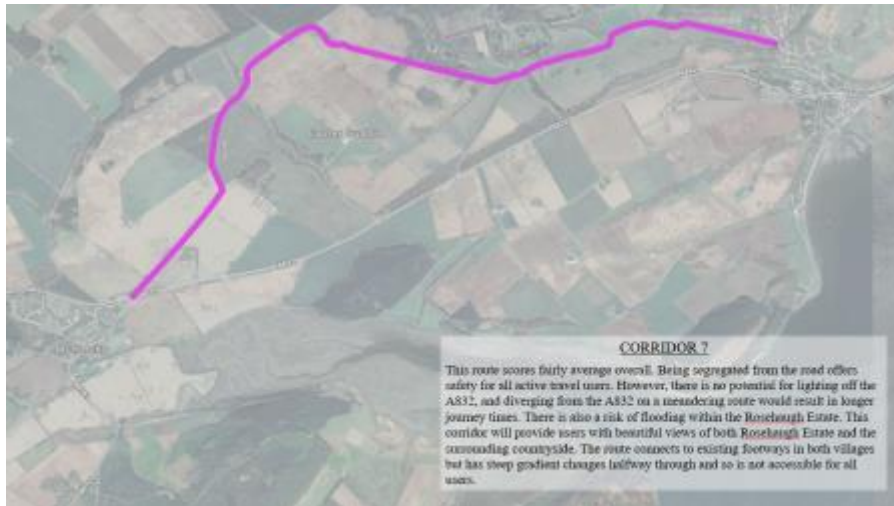 CORRIDOR 7
This route scores fairly average overall. Being segregated from the road offers
safety for all active travel users. However, there is no potential for lighting off the
A832, and diverging from the A832 on a meandering route would result in longer
journey times. There is also a risk of flooding within the Rosehaugh Estate. This
corridor will provide users with beautiful views of both Rosehaugh Estate and the
surrounding countryside. The route connects to existing footways in both villages
but has steep gradient changes halfway through and so is not accessible for all
users.